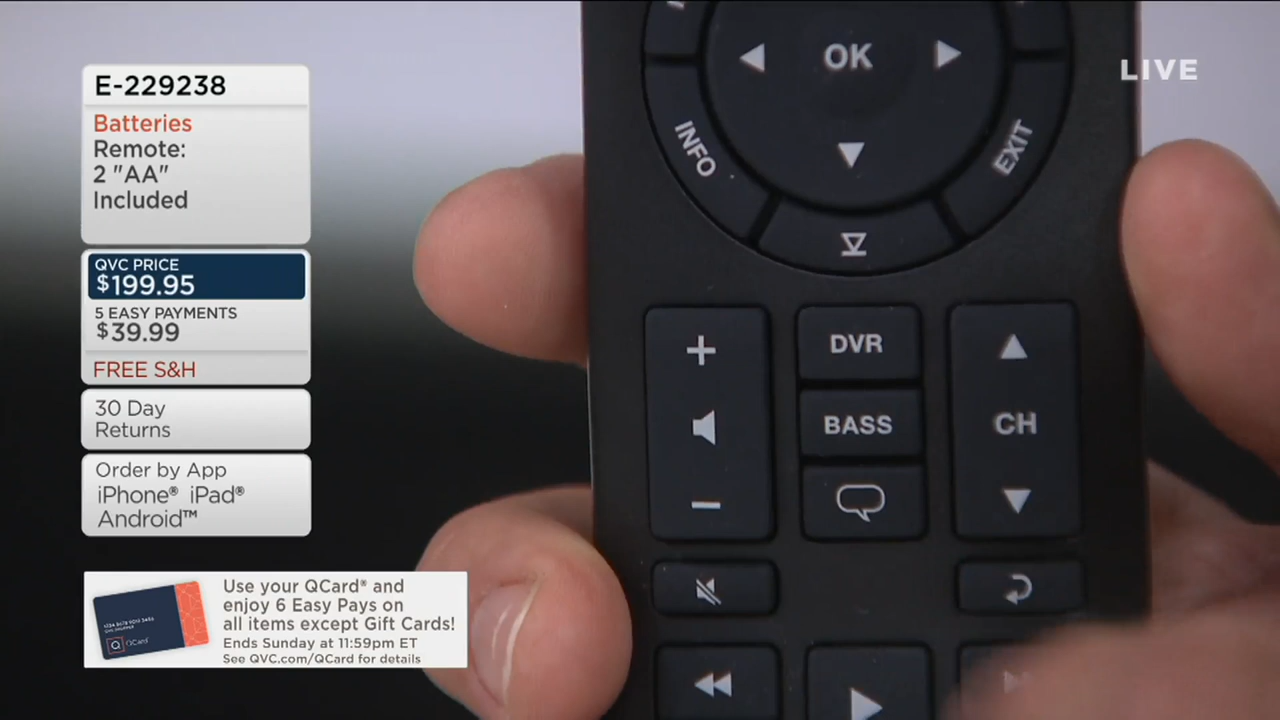 E-229238
Batteries
Remote:
2 "AA"
Included
QVC PRICE
$199.95
5 EASY PAYMENTS
$39.99
FREE S&H
30 Day
Returns
Order by App
iPhone® iPad®
Android™
Use your QCard® and
enjoy 6 Easy Pays on
all items except Gift Cards!
Ends Sunday at 11:59pm ET
See QVC.com/QCard for details
Q QCard
LIVE
OK
INFO
EXIT
DVR
BASS
CH